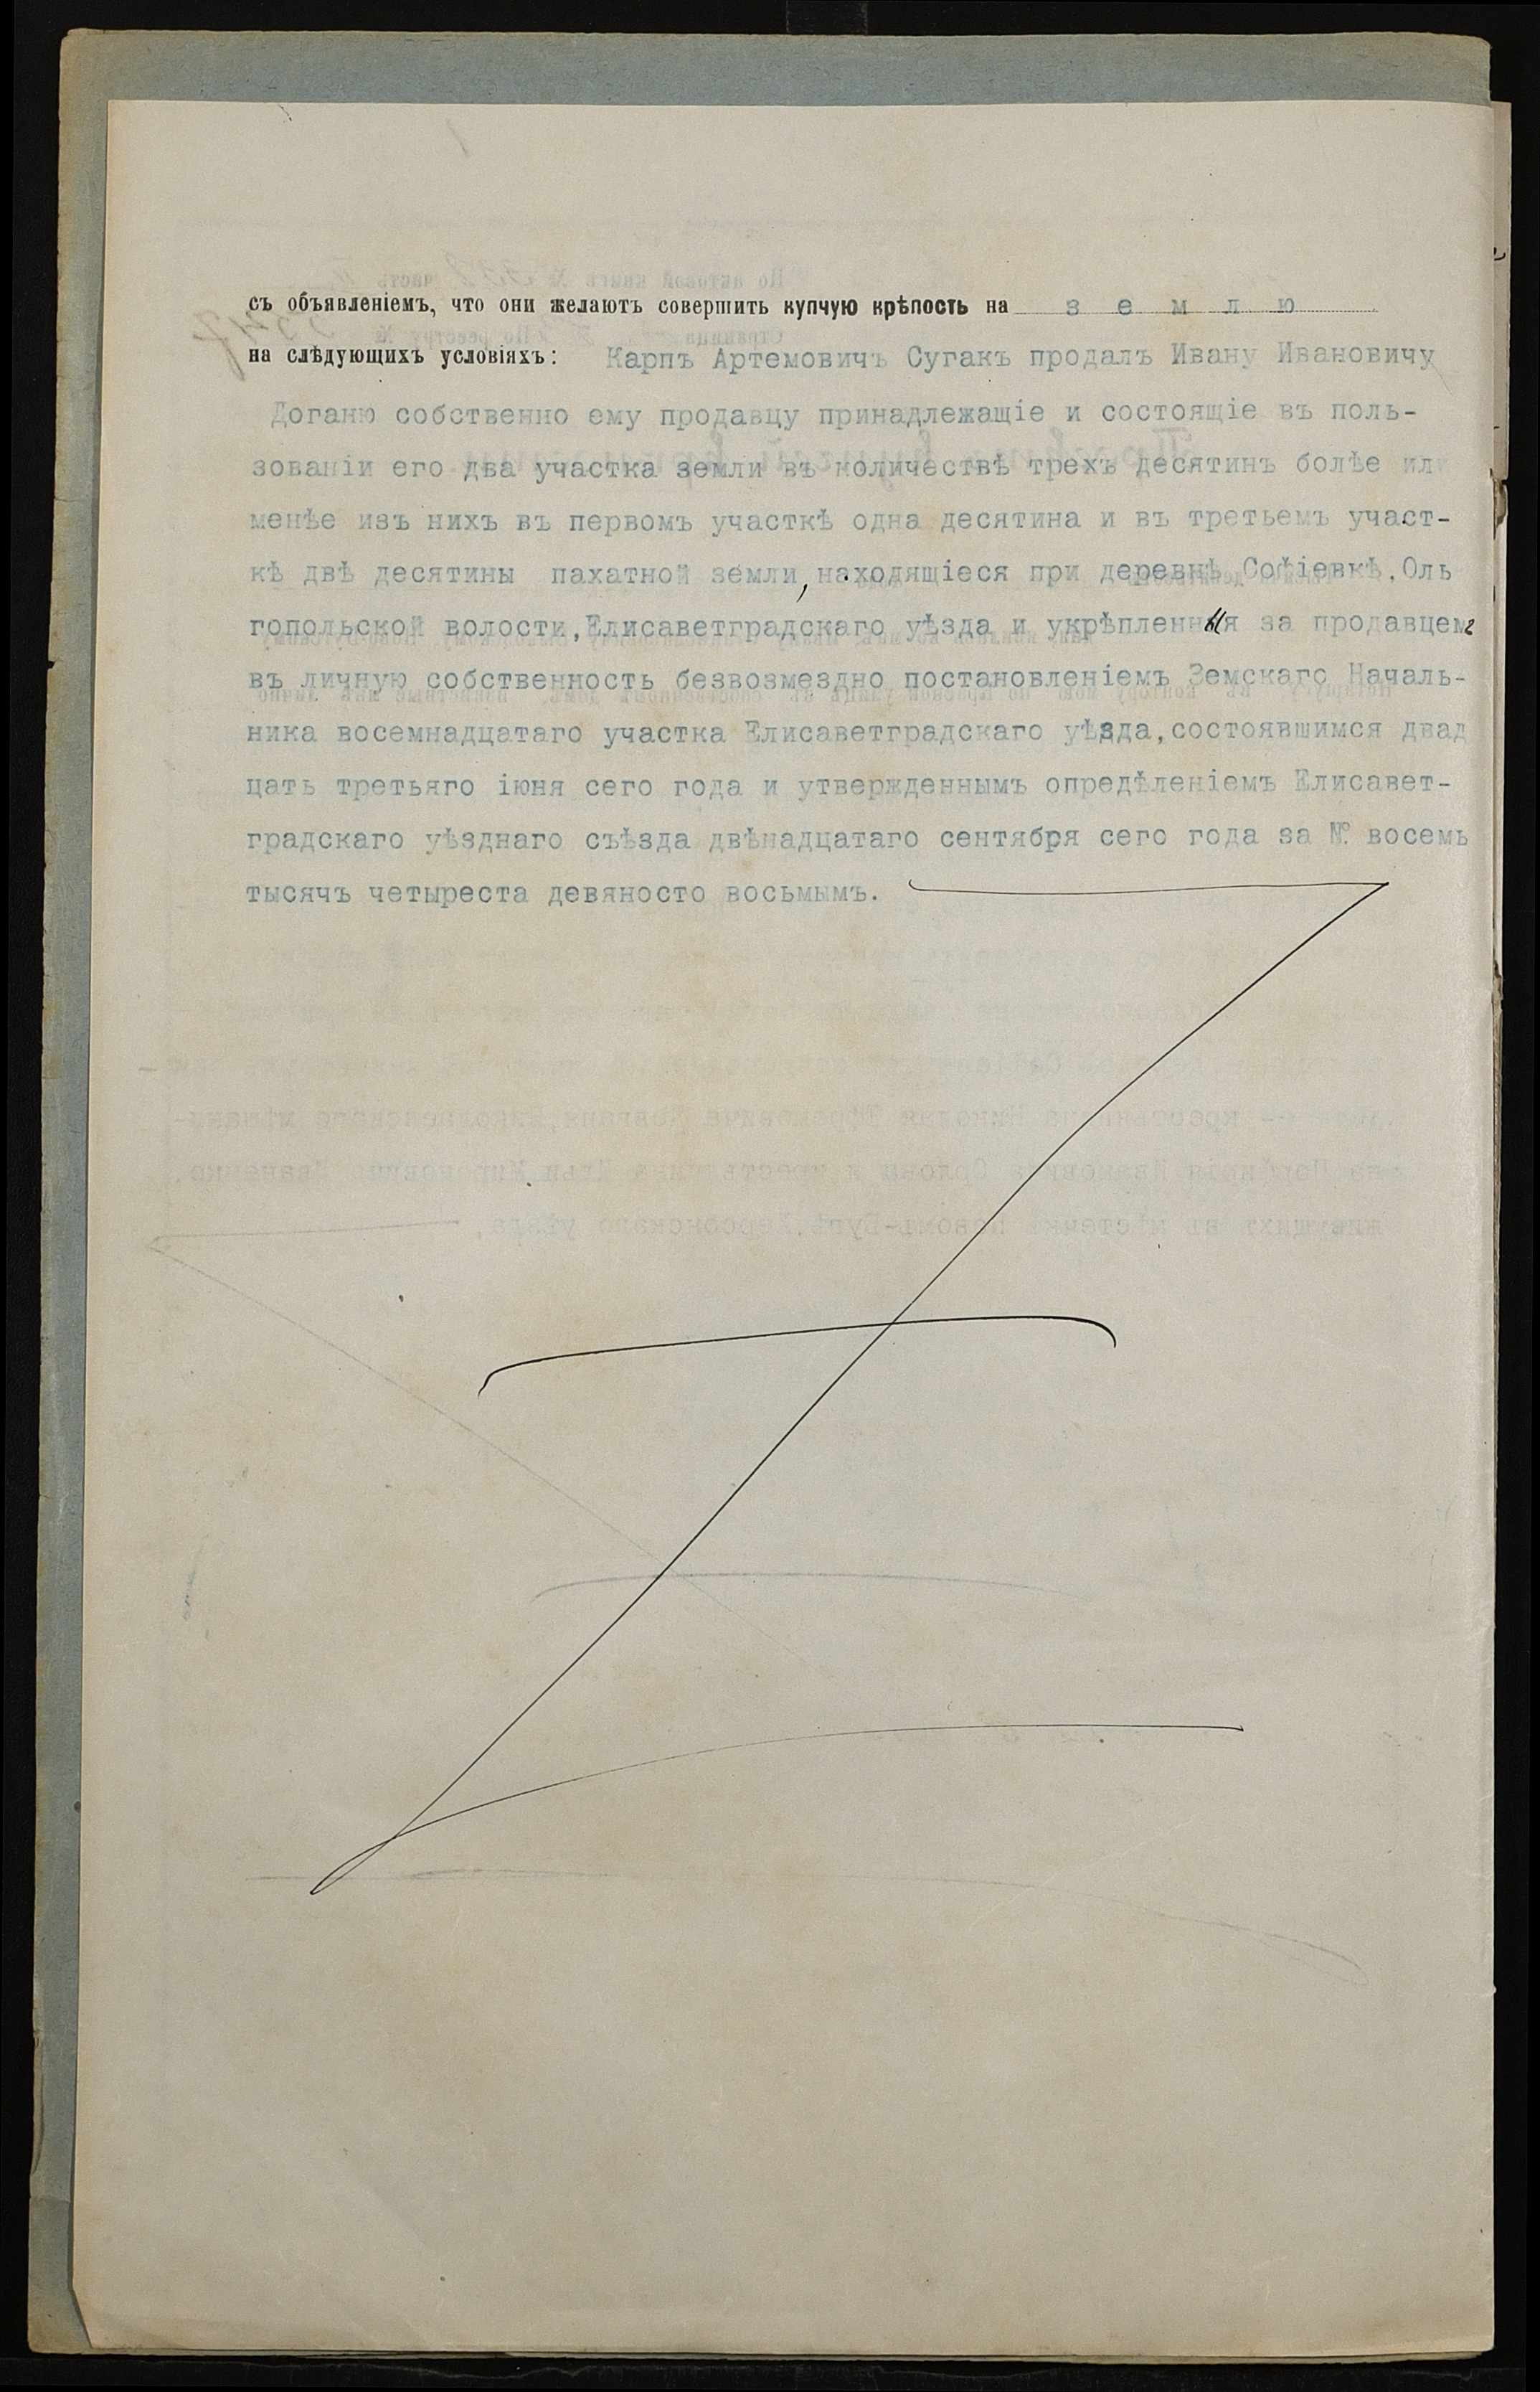 съ объявленіемъ, что они желаютъ совершить купчую крѣпость на з е м л ю
на слѣдующихъ условіяхъ: Карпъ Артемовичъ Сугакъ продалъ Ивану Ивановичу
Доганю собственно ему продавцу принадлежащіе и состоящіе въ поль-
зованіи его два участка земли въ количествѣ трехъ десятинъ болѣе или
менѣе изъ нихъ въ первомъ участкѣ одна десятина и въ третьемъ участ-
кѣ двѣ десятины пахатной земли, находящіеся при деревнѣ Софіевкѣ, Оль
гопольской волости, Елисаветградскаго уѣзда и укрѣпленныя за продавцемъ
въ личную собственность безвозмездно постановленіемъ Земскаго Началь-
ника восемнадцатаго участка Елисаветградскаго уѣзда, состоявшимся двад
цать третьяго іюня сего года и утвержденнымъ опредѣленіемъ Елисавет-
градскаго уѣзднаго съѣзда двѣнадцатаго сентября сего года за № восемь
тысячъ четыреста девяносто восьмымъ.